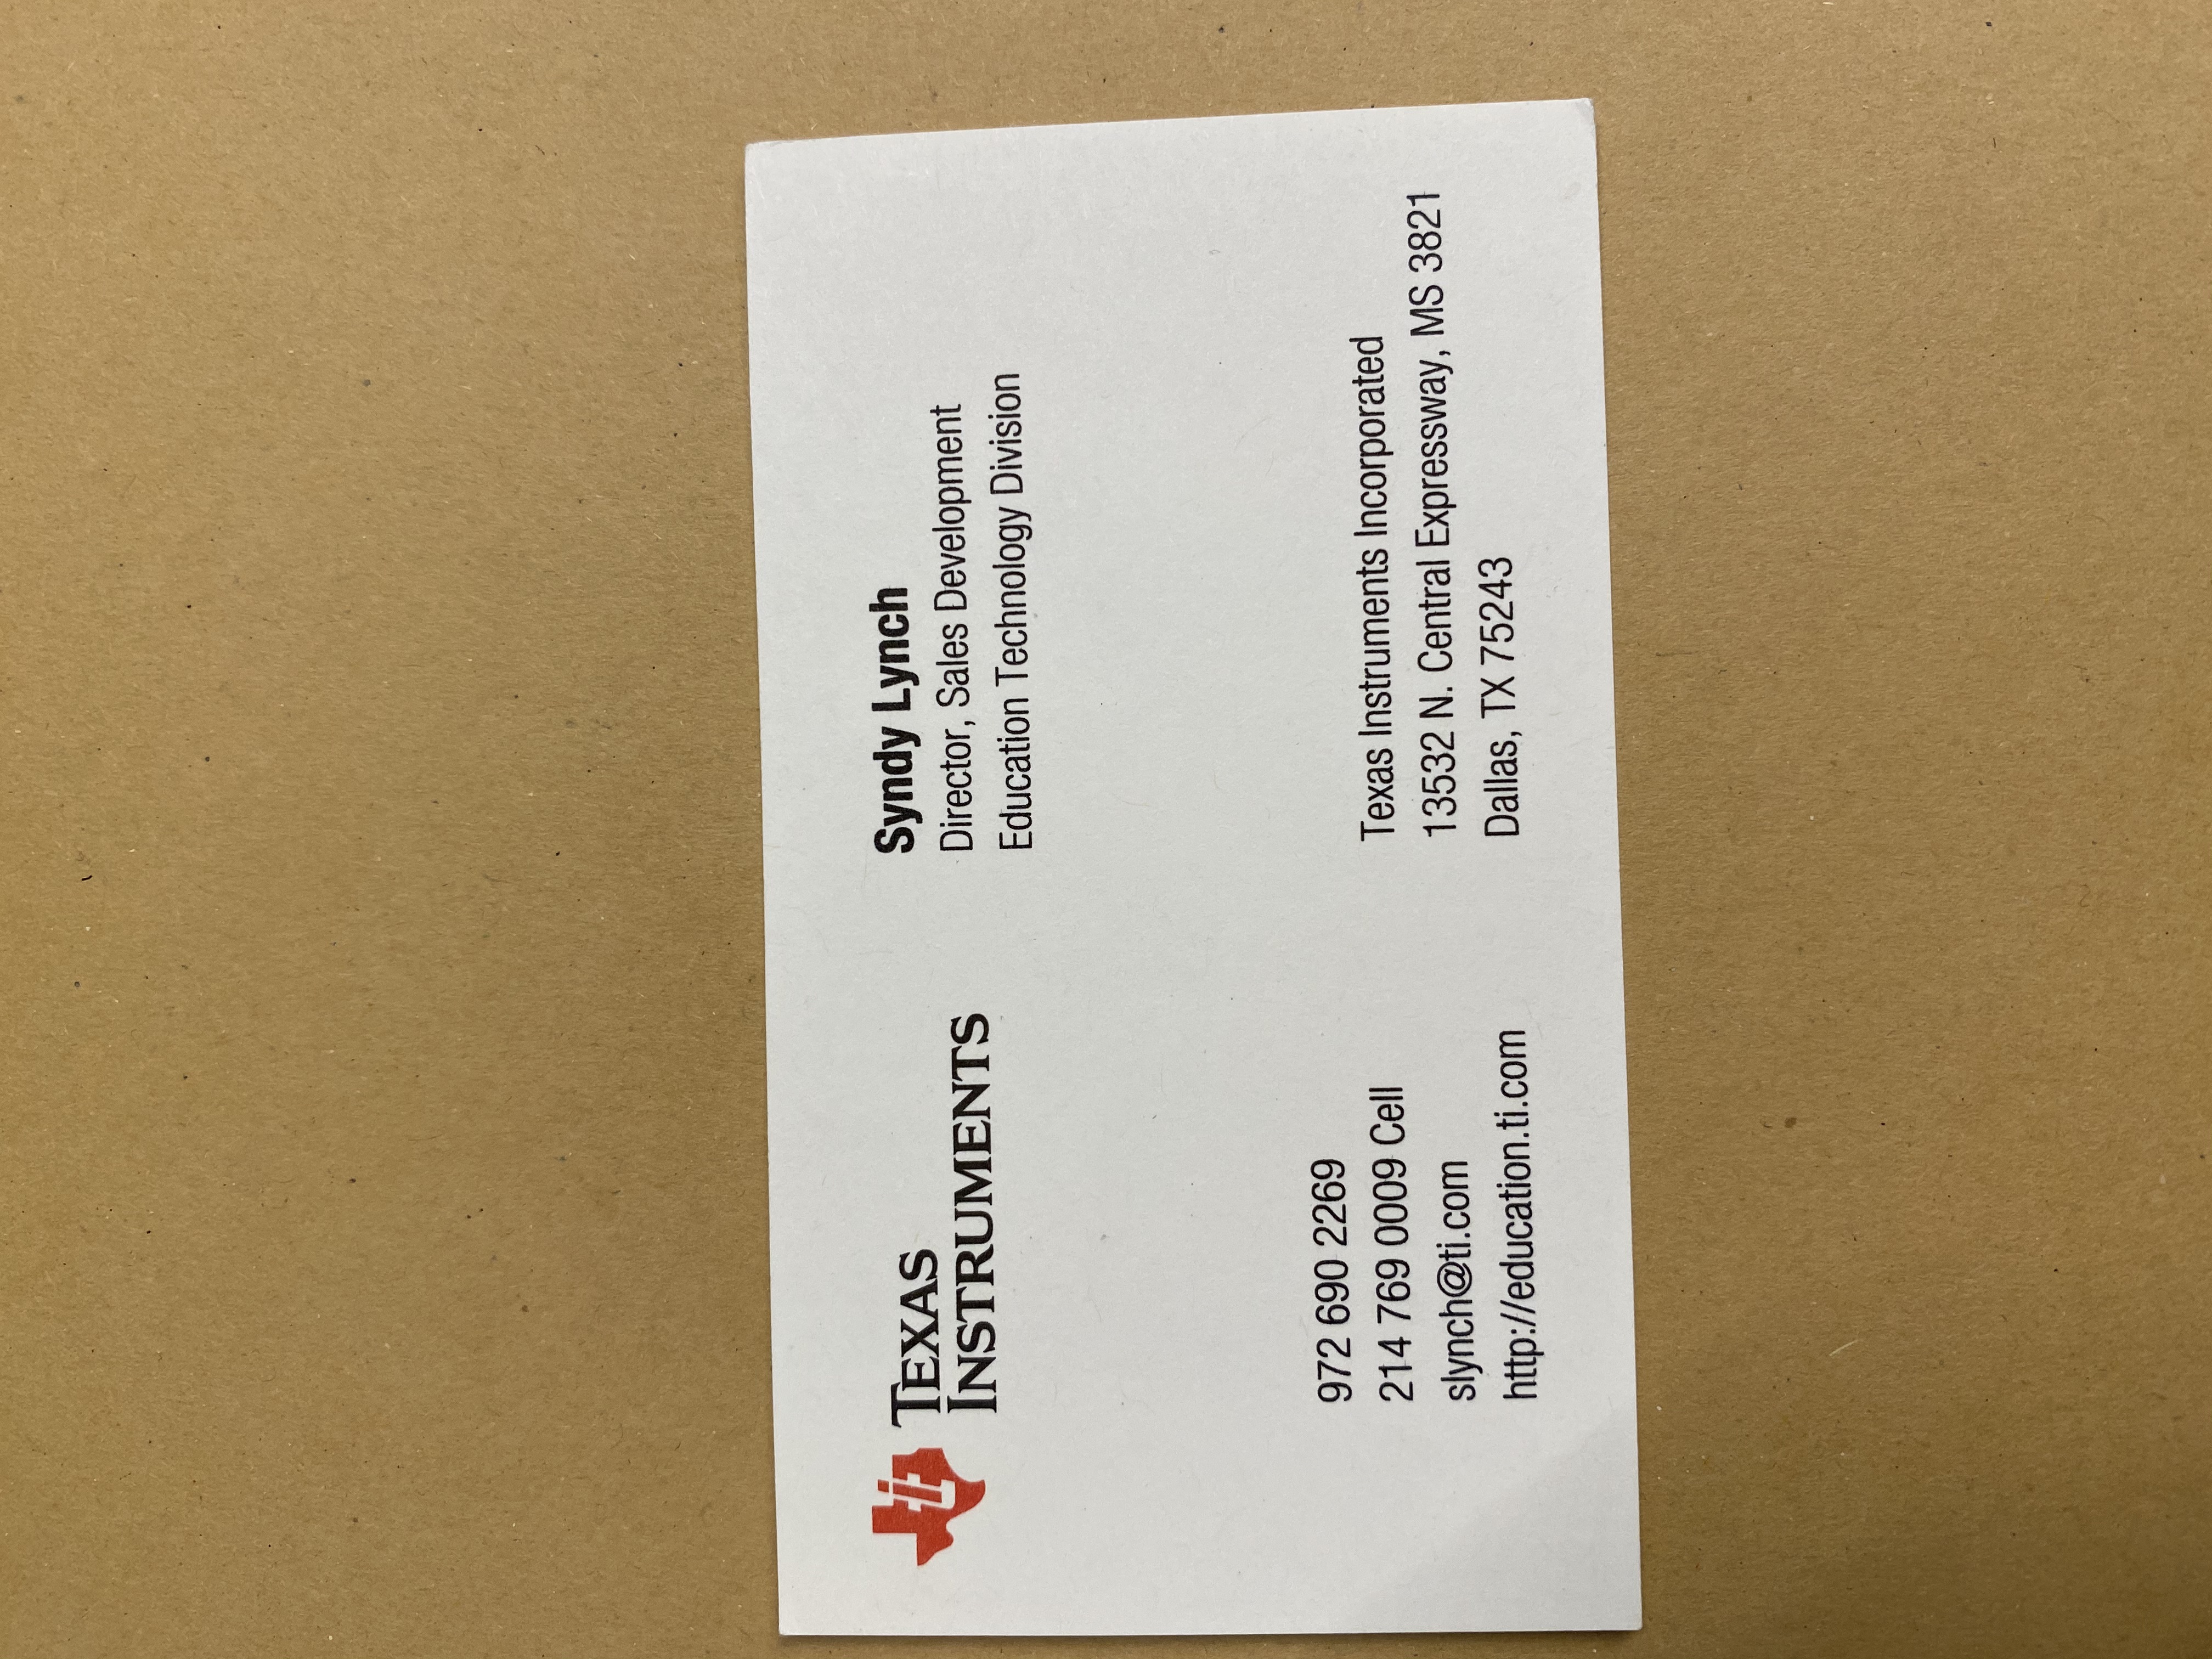 TEXAS
INSTRUMENTS
Syndy Lynch
Director, Sales Development
Education Technology Division
972 690 2269
214 769 0009 Cell
slynch@ti.com
http://education.ti.com
Texas Instruments Incorporated
13532 N. Central Expressway, MS 3821
Dallas, TX 75243